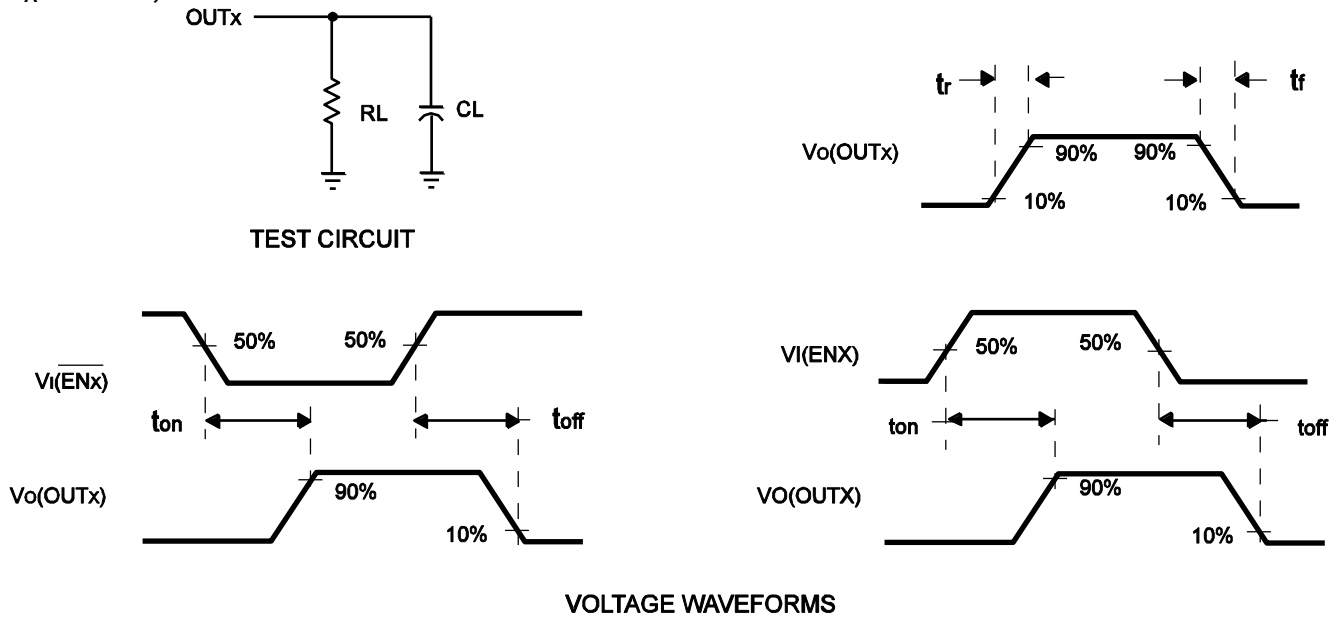 OUTx
RL
CL
TEST CIRCUIT
tr
tf
Vo(OUTx)
90%
90%
10%
10%
VI(ENx)
50%
50%
ton
toff
Vo(OUTx)
90%
10%
VI(ENX)
50%
50%
ton
toff
VO(OUTX)
90%
10%
VOLTAGE WAVEFORMS